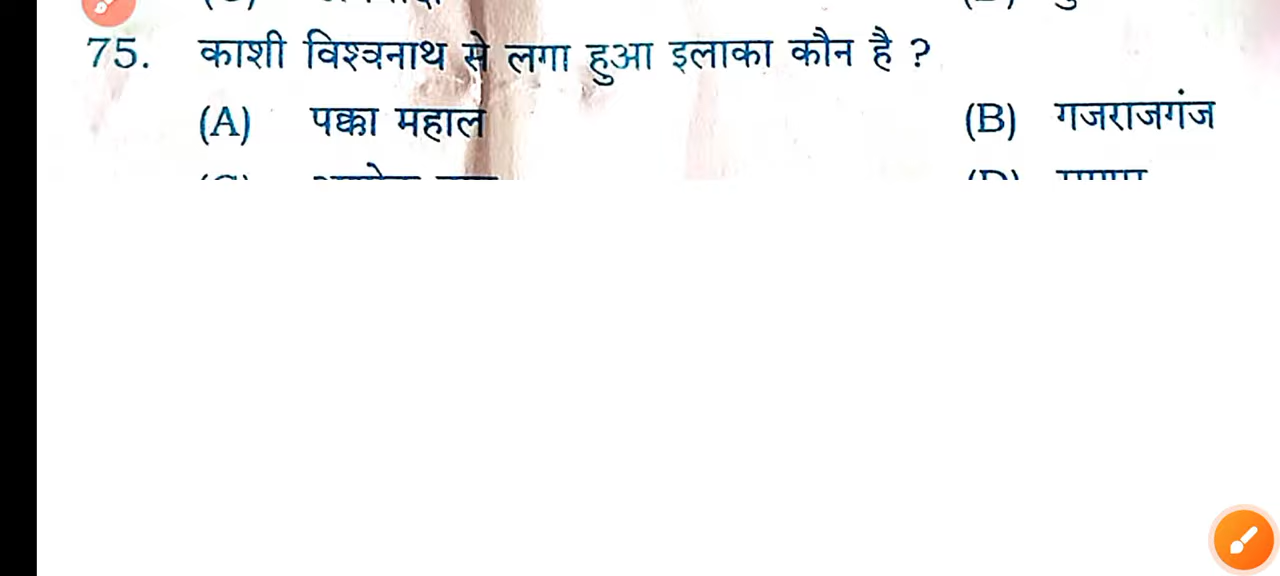 75. काशी विश्वनाथ से लगा हुआ इलाका कौन है ?
(A) पक्का महाल (B) गजराजगंज